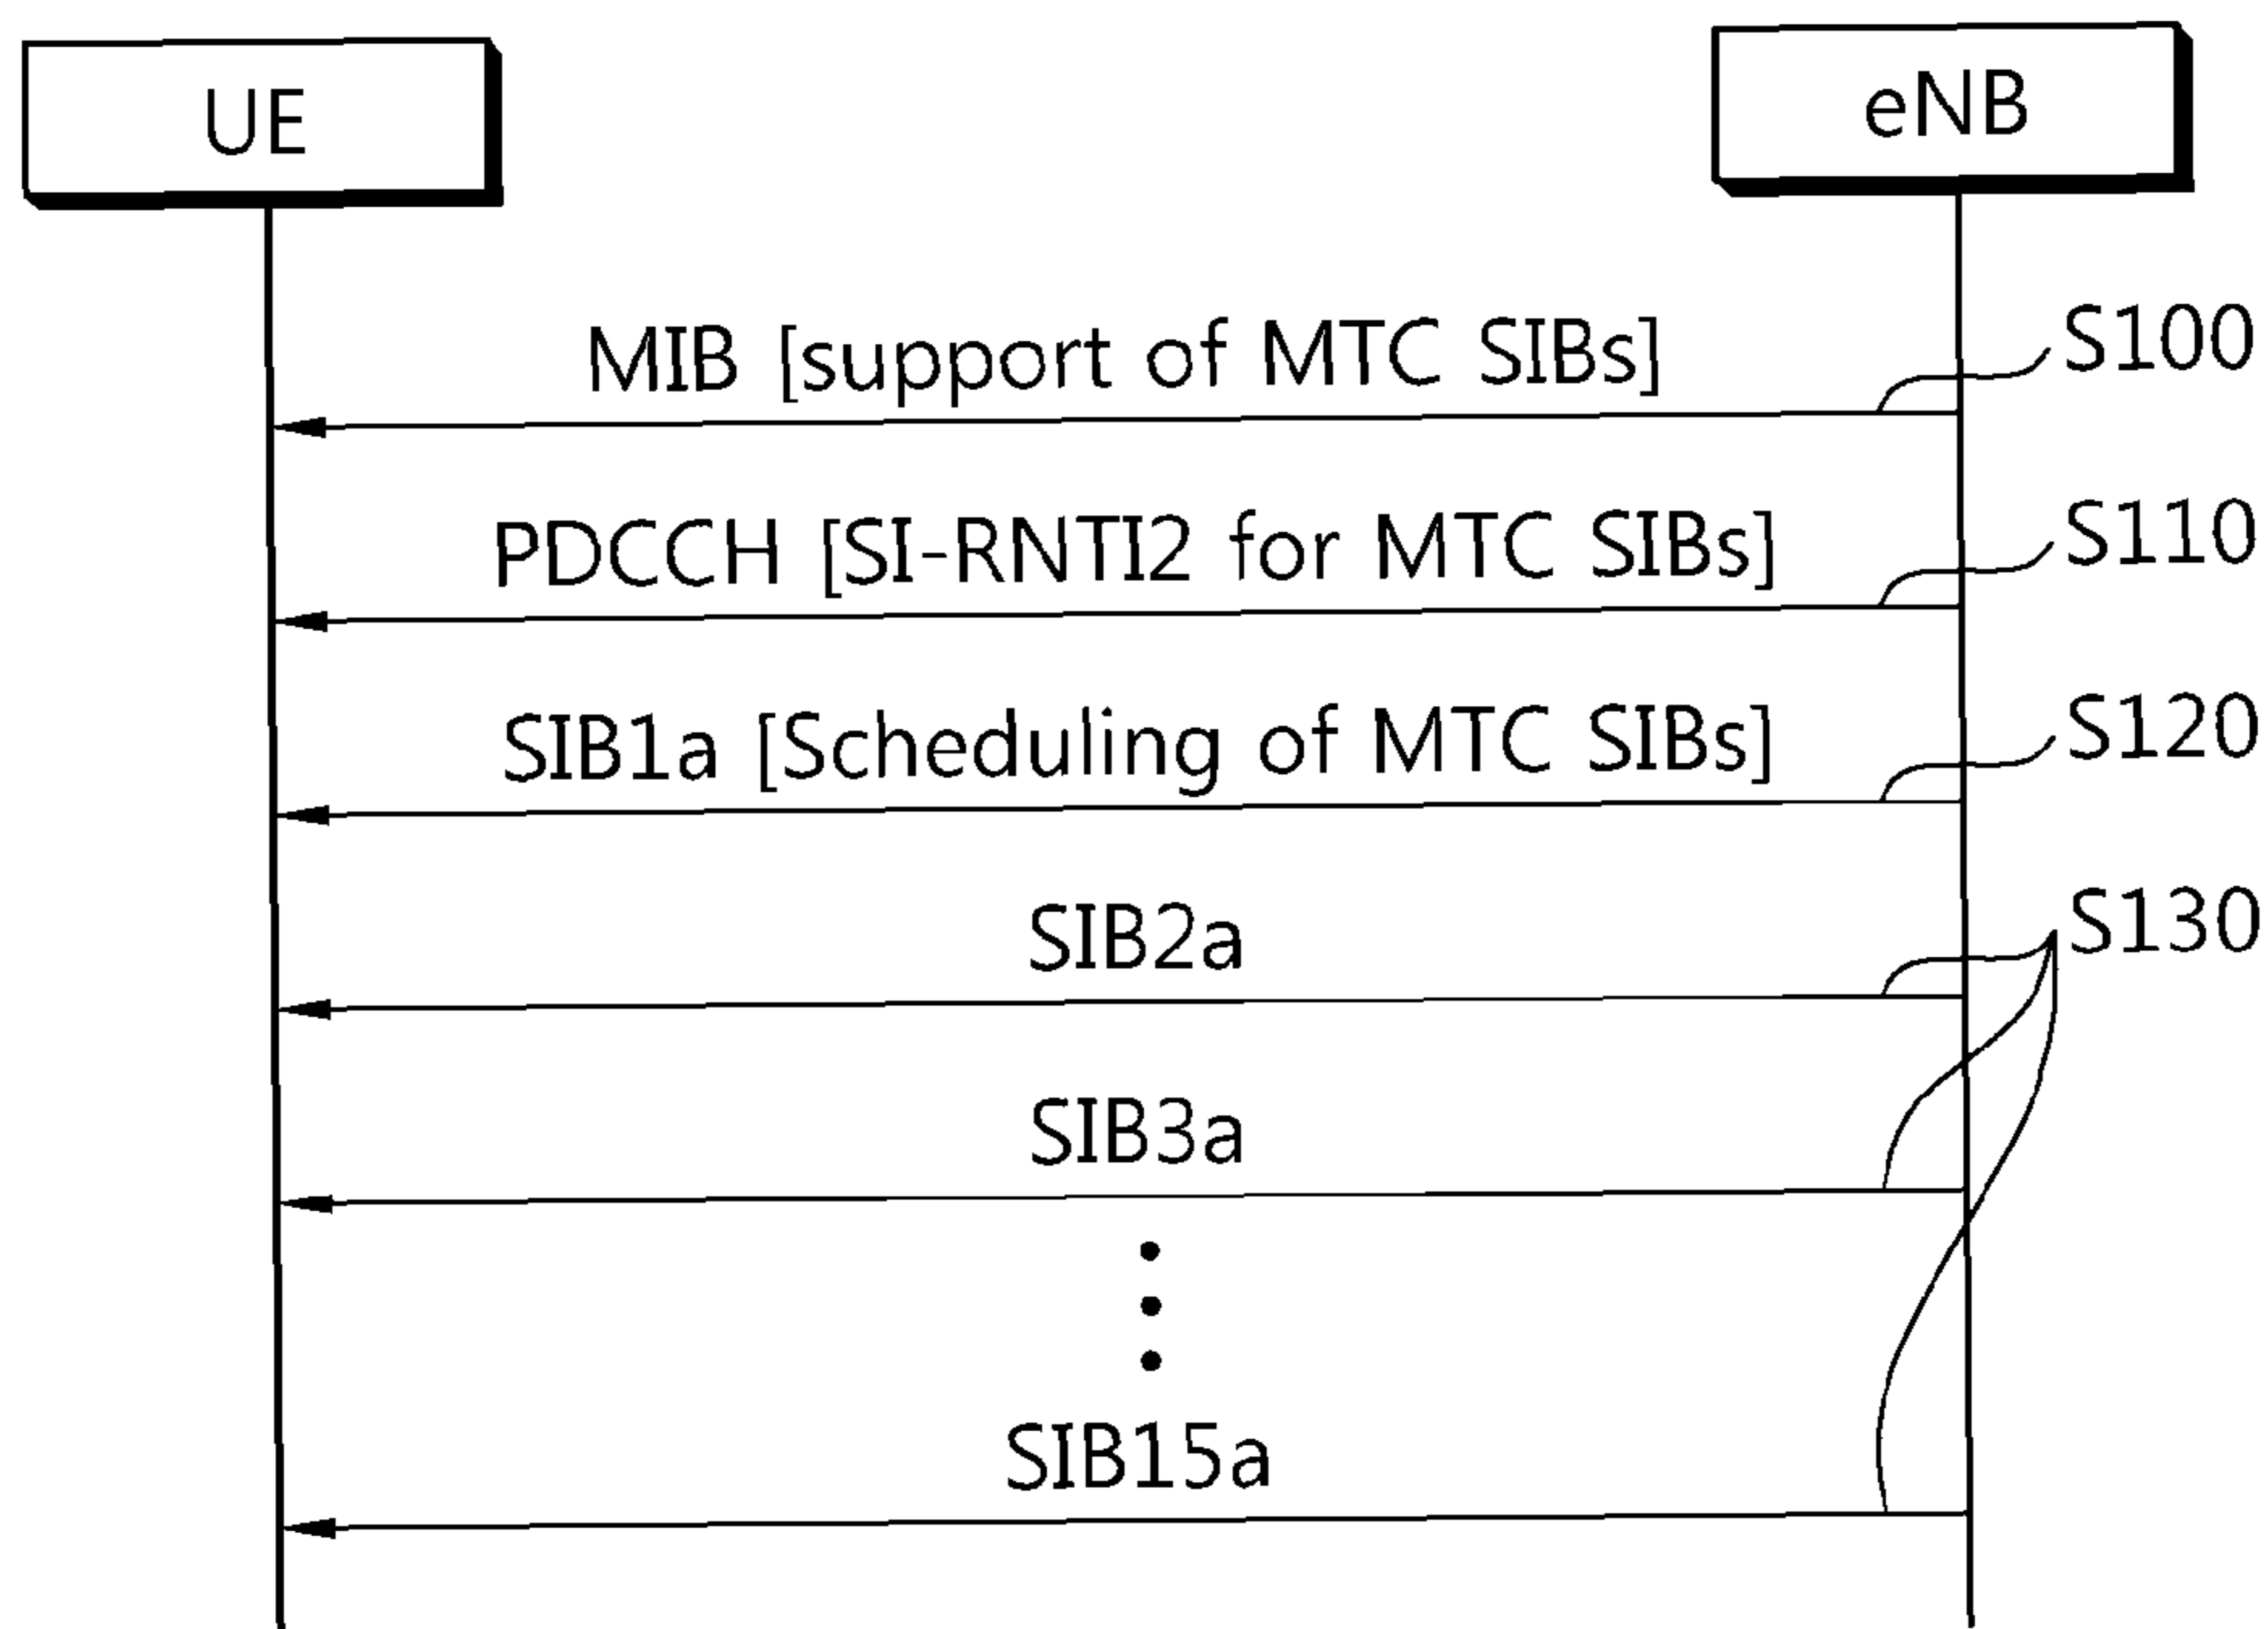 UE
eNB
MIB [support of MTC SIBs]
S100
PDCCH [SI-RNTI2 for MTC SIBs]
S110
SIB1a [Scheduling of MTC SIBs]
S120
SIB2a
S130
SIB3a
SIB15a